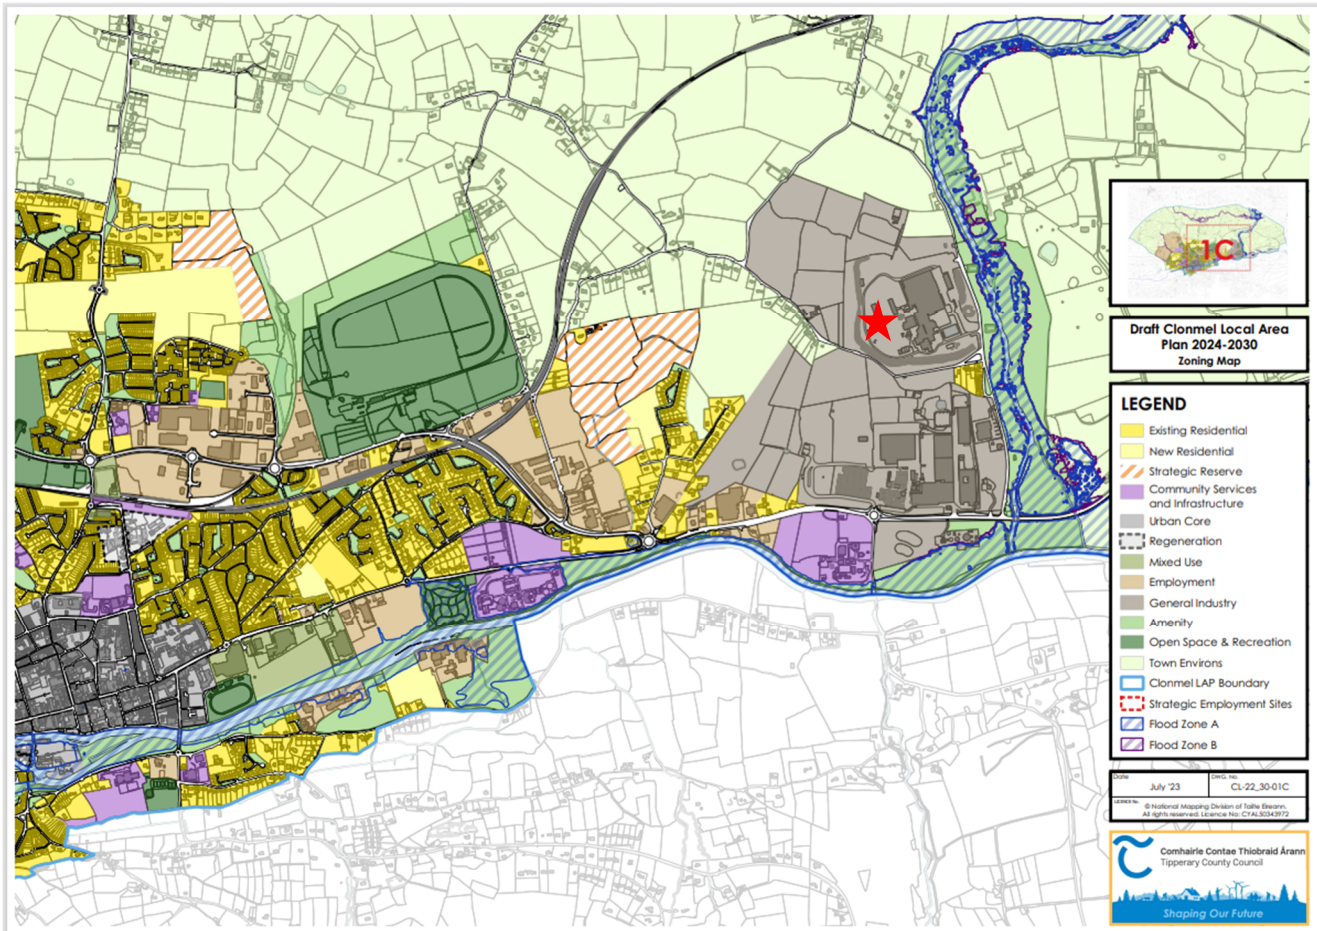 1C
Draft Clonmel Local Area
Plan 2024-2030
Zoning Map
LEGEND
Existing Residential
New Residential
Strategic Reserve
Community Services
and Infrastructure
Urban Core
Regeneration
Mixed Use
Employment
General Industry
Amenity
Open Space & Recreation
Town Environs
Clonmel LAP Boundary
Strategic Employment Sites
Flood Zone A
Flood Zone B
Date
July '23
DWG. No.
CL-22_30-01C
LICENCE No.
© National Mapping Division of Tailte Éireann.
All rights reserved. Licence No: CYAL50343972
Comhairle Contae Thiobraid Árann
Tipperary County Council
Shaping Our Future